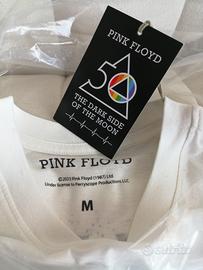 PINK FLOYD
50
THE DARK SIDE
OF THE MOON
PINK FLOYD
©2023 Pink Floyd (1987) Ltd
Under license to Perryscope Productions LLC.
M
subito